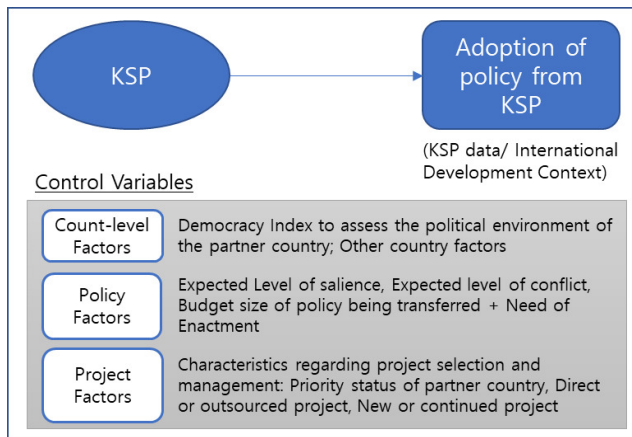 KSP
Adoption of
policy from
KSP
(KSP data/ International
Development Context)
Control Variables
Count-level
Factors
Democracy Index to assess the political environment of
the partner country; Other country factors
Policy
Factors
Expected Level of salience, Expected level of conflict,
Budget size of policy being transferred + Need of
Enactment
Project
Factors
Characteristics regarding project selection and
management: Priority status of partner country, Direct
or outsourced project, New or continued project